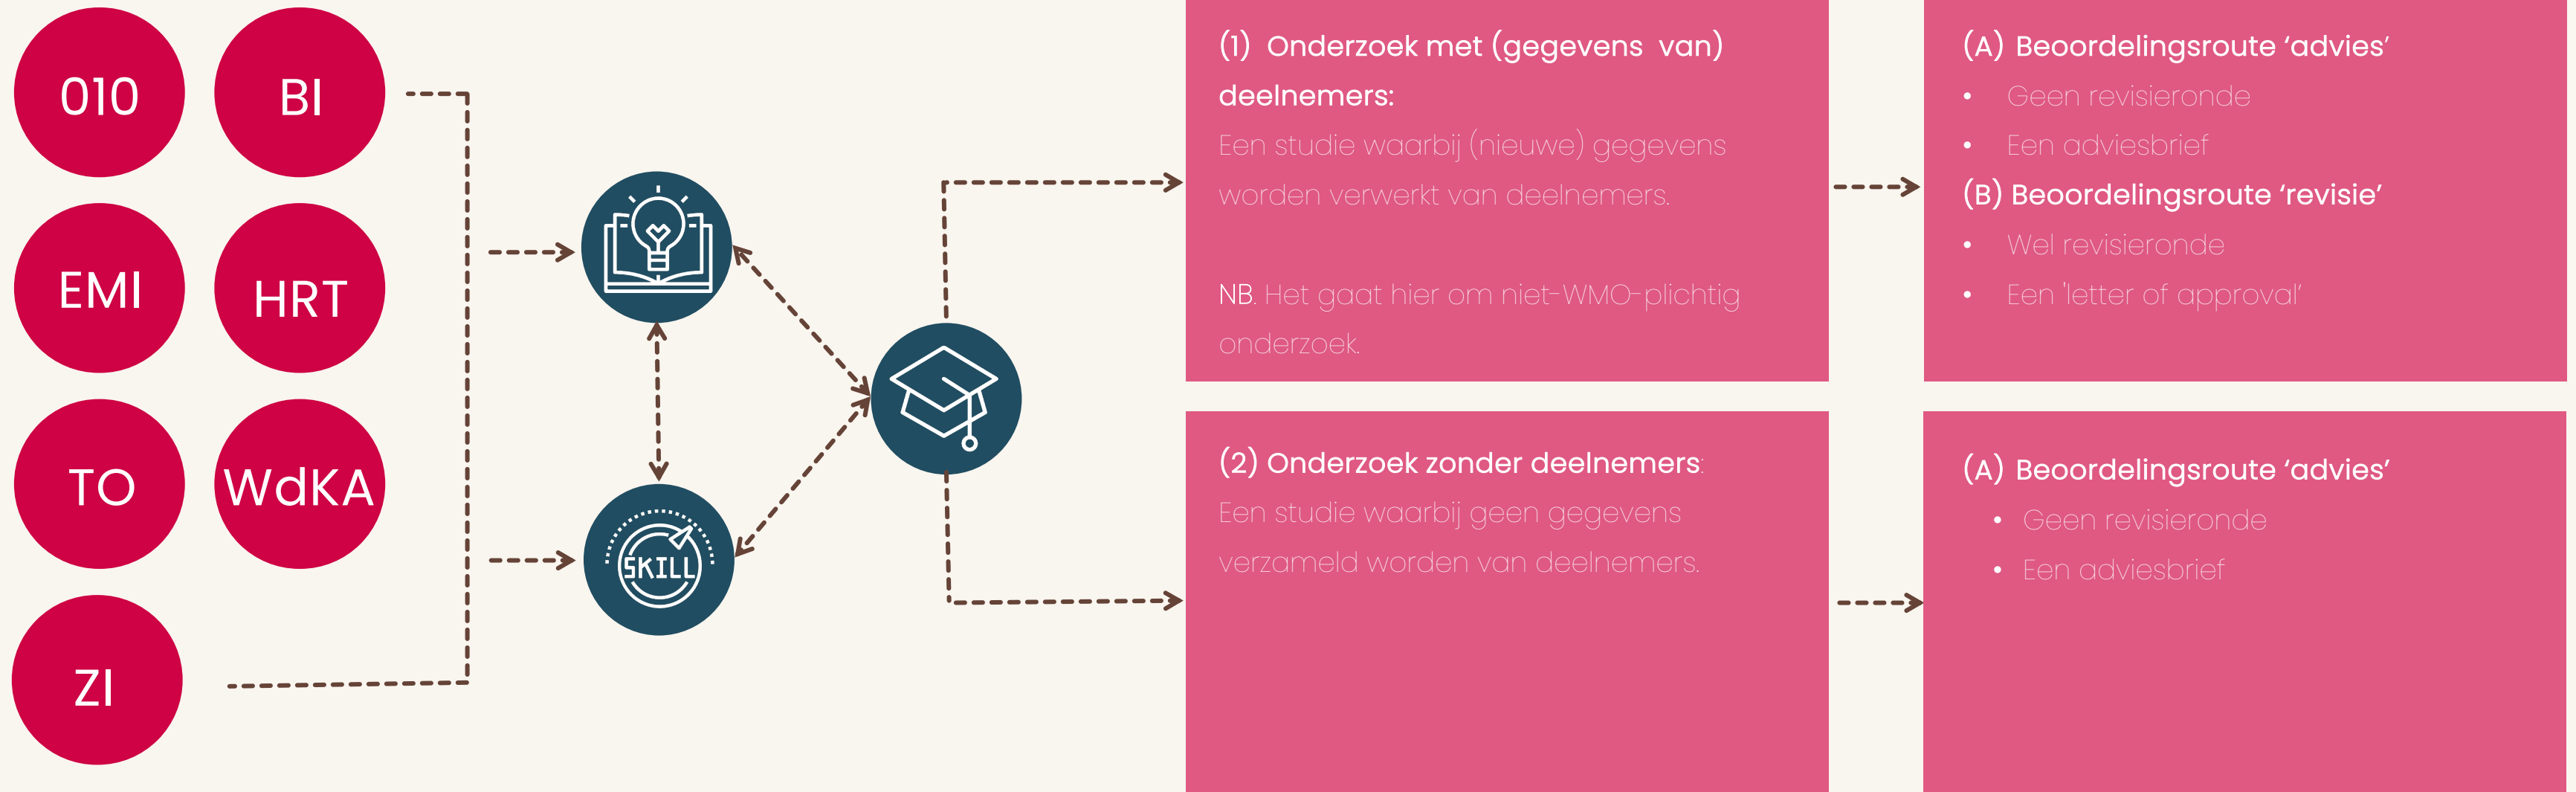 010
BI
EMI
HRT
TO
WdKA
ZI
SKILL
(1) Onderzoek met (gegevens van)
deelnemers:
Een studie waarbij (nieuwe) gegevens
worden verwerkt van deelnemers.
NB. Het gaat hier om niet-WMO-plichtig
onderzoek.
(A) Beoordelingsroute ‘advies’
• Geen revisieronde
• Een adviesbrief
(B) Beoordelingsroute ‘revisie’
• Wel revisieronde
• Een 'letter of approval’
(2) Onderzoek zonder deelnemers:
Een studie waarbij geen gegevens
verzameld worden van deelnemers.
(A) Beoordelingsroute ‘advies’
• Geen revisieronde
• Een adviesbrief